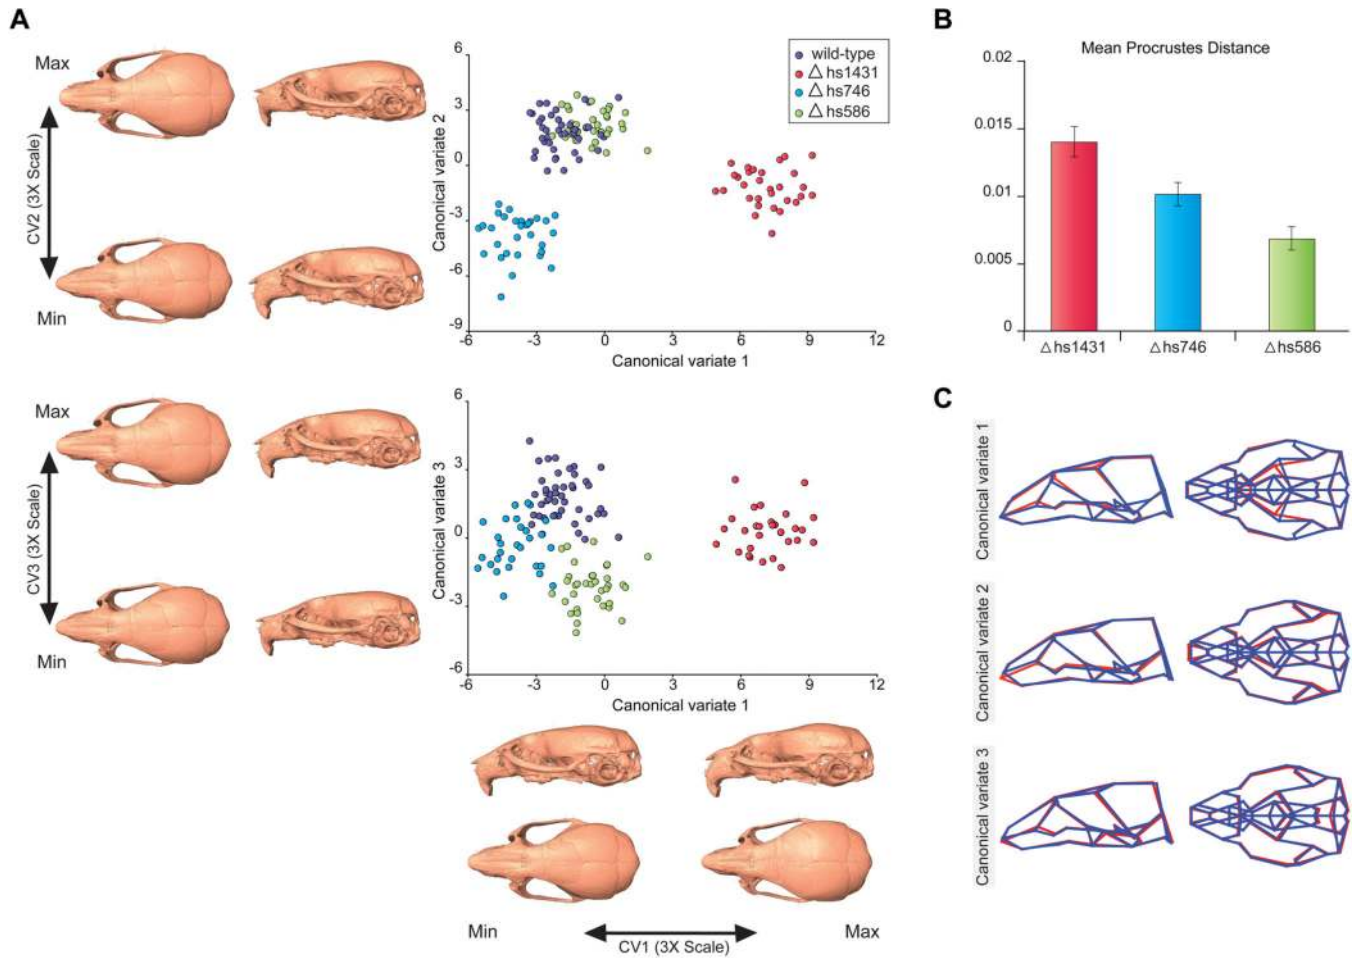 A
Max
CV2 (3X Scale)
Min
6
3
0
-3
-6
-9
Canonical variate 2
-6
-3
0
3
6
9
12
Canonical variate 1
wild-type
△ hs1431
△ hs746
△ hs586
Max
CV3 (3X Scale)
Min
6
3
0
-3
-6
Canonical variate 3
-6
-3
0
3
6
9
12
Canonical variate 1
Min
Max
CV1 (3X Scale)
B
Mean Procrustes Distance
0.02
0.015
0.01
0.005
0
△ hs1431
△ hs746
△ hs586
C
Canonical variate 1
Canonical variate 2
Canonical variate 3